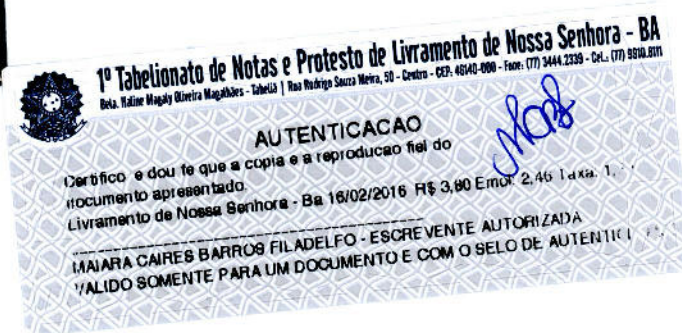 1º Tabelionato de Notas e Protesto de Livramento de Nossa Senhora - BA
Bela. Haline Magaly Oliveira Magalhães - Tabeliã | Rua Rodrigo Souza Meira, 50 - Centro - CEP: 46140-000 - Fone: (77) 3444.2339 - Cel.: (77) 9910.8111
AUTENTICACAO
Certifico e dou fe que a copia e a reproducao fiel do
documento apresentado.
Livramento de Nossa Senhora - Ba 16/02/2016 R$ 3,80 Emol: 2,45 Taxa: 1,
MAIARA CAIRES BARROS FILADELFO - ESCREVENTE AUTORIZADA
VALIDO SOMENTE PARA UM DOCUMENTO E COM O SELO DE